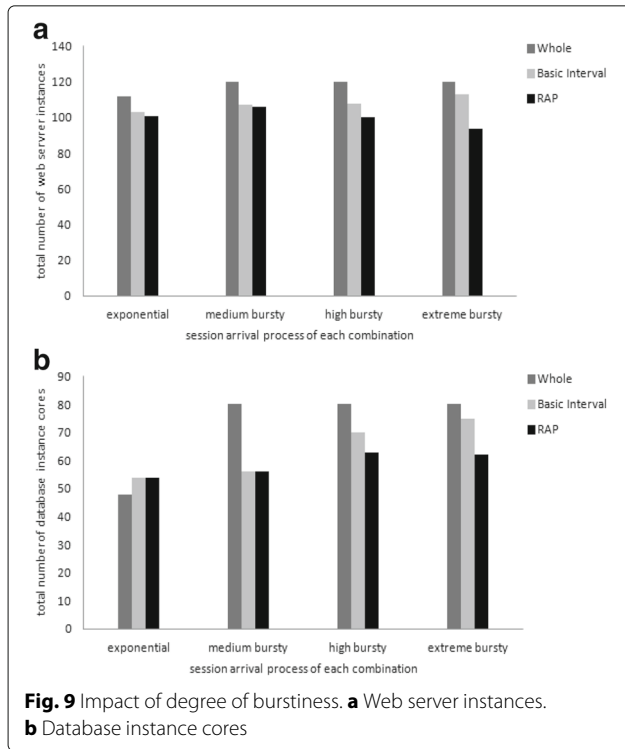 a
140
120
100
80
60
40
20
0
total number of web servrer instances
exponential medium bursty high bursty extreme bursty
session arrival process of each combination
Whole
Basic Interval
RAP
b
90
80
70
60
50
40
30
20
10
0
total number of database instance cores
exponential medium bursty high bursty extreme bursty
session arrival process of each combination
Whole
Basic Interval
RAP
Fig. 9 Impact of degree of burstiness. a Web server instances.
b Database instance cores